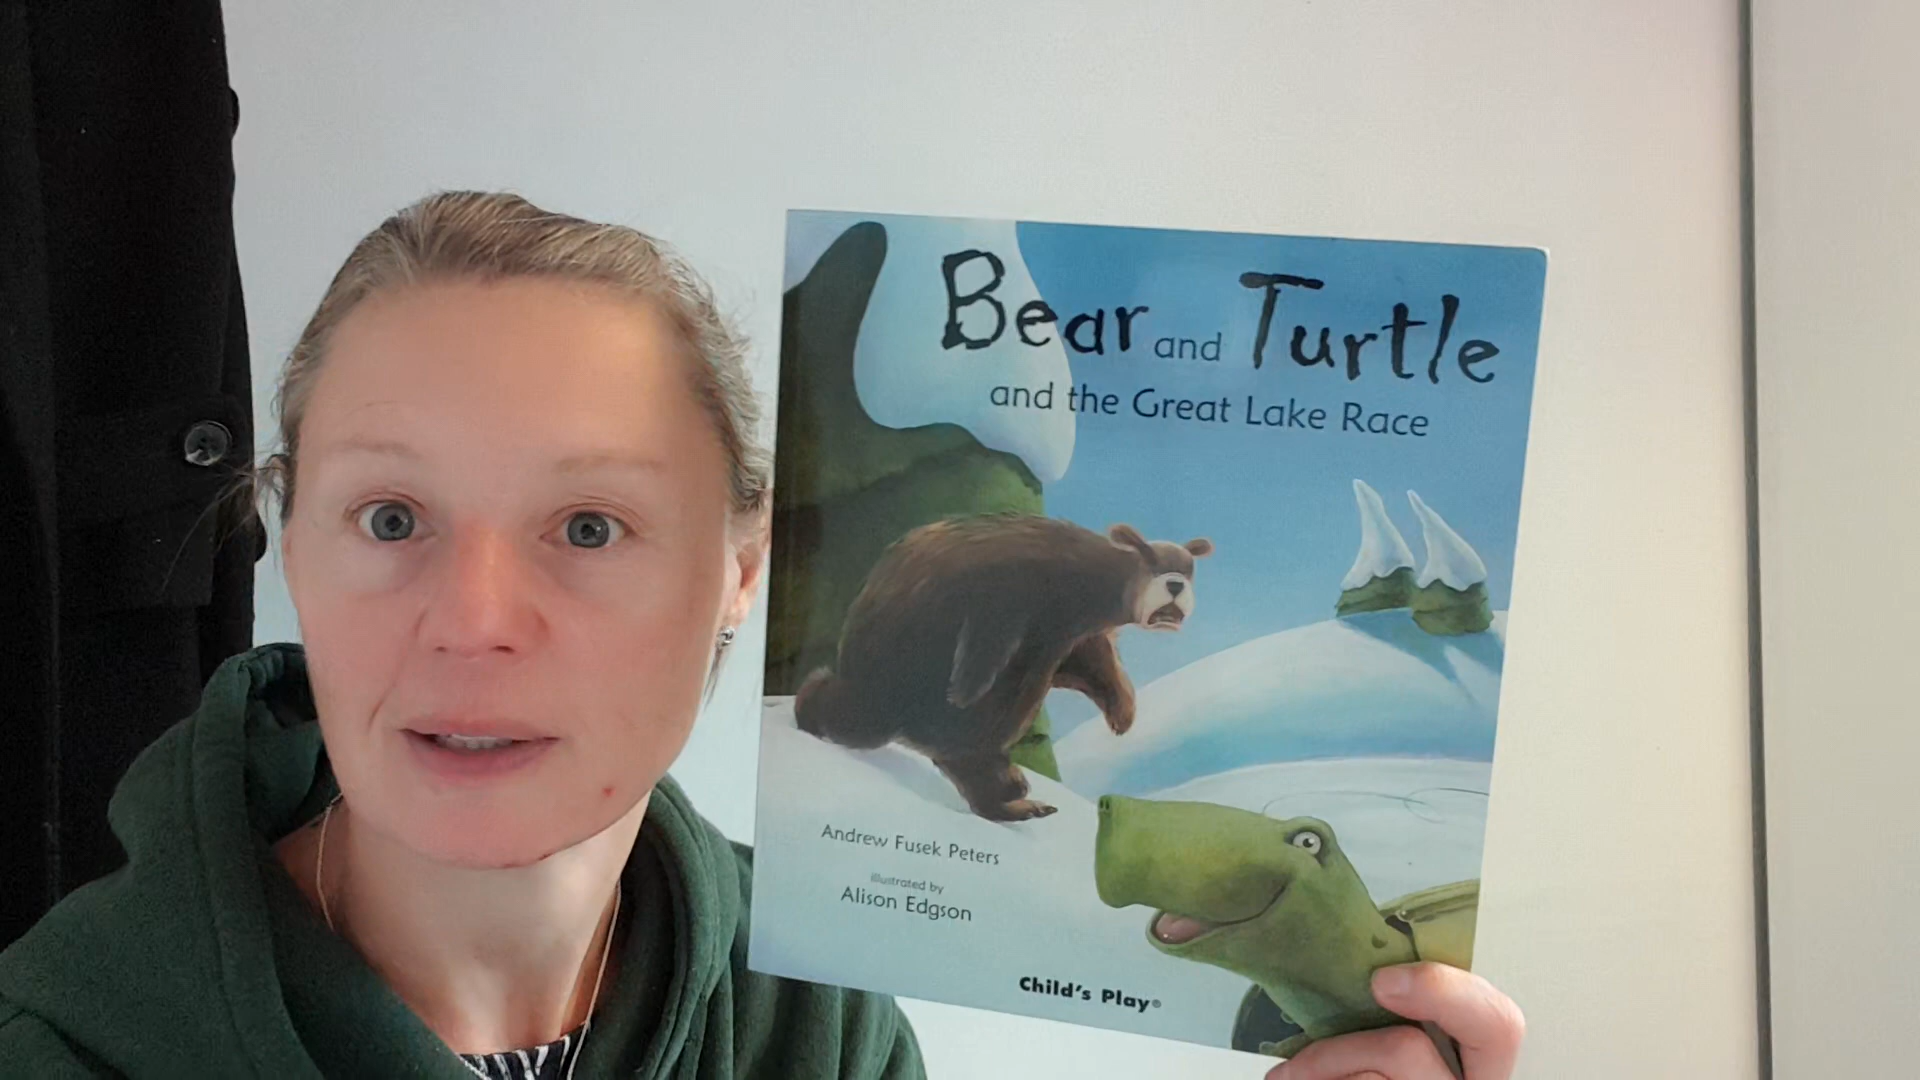 Bear and Turtle
and the Great Lake Race
Andrew Fusek Peters
illustrated by
Alison Edgson
Child's Play®